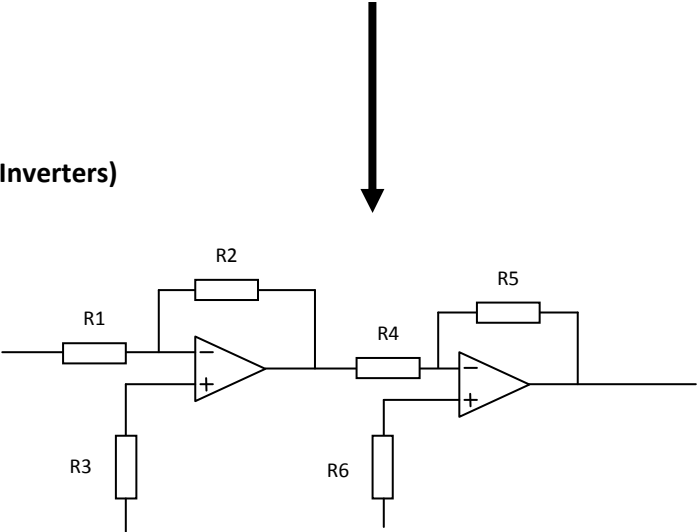 Inverters)
R2
R5
R1
R4
−
−
+
+
R3
R6